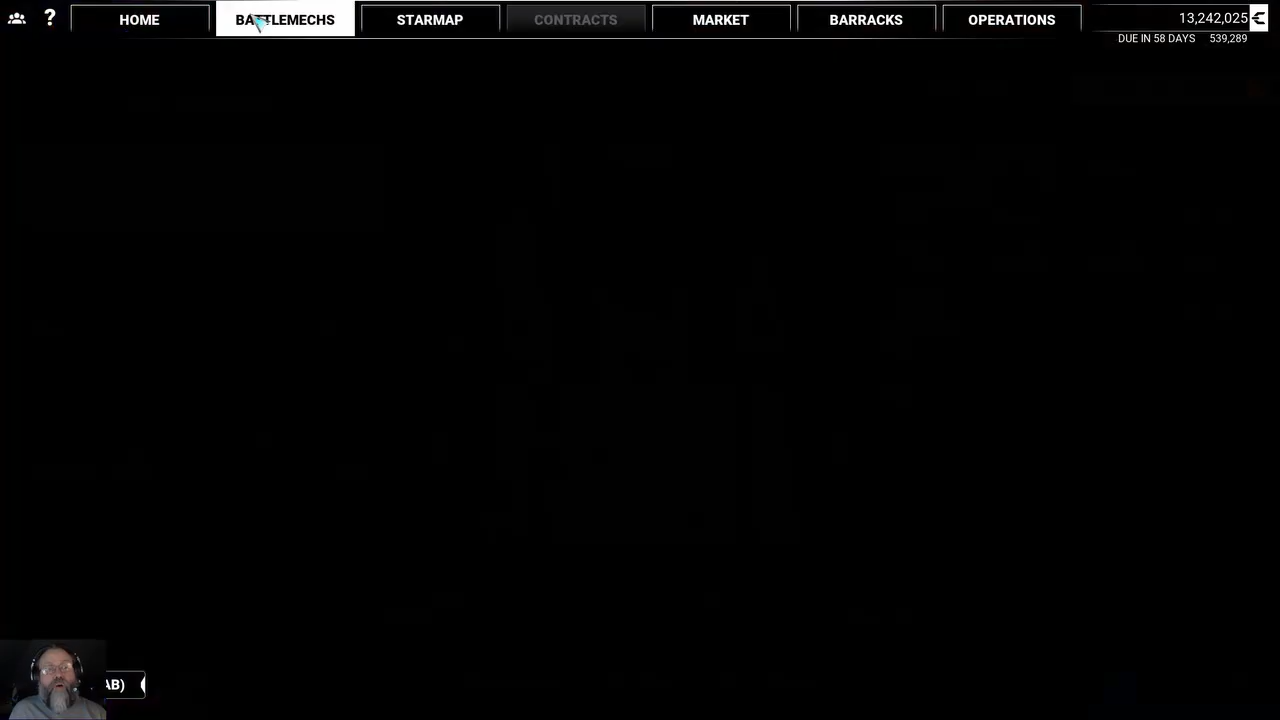 ? HOME BATTLEMECHS STARMAP CONTRACTS MARKET BARRACKS OPERATIONS 13,242,025
DUE IN 58 DAYS 539,289
AB)